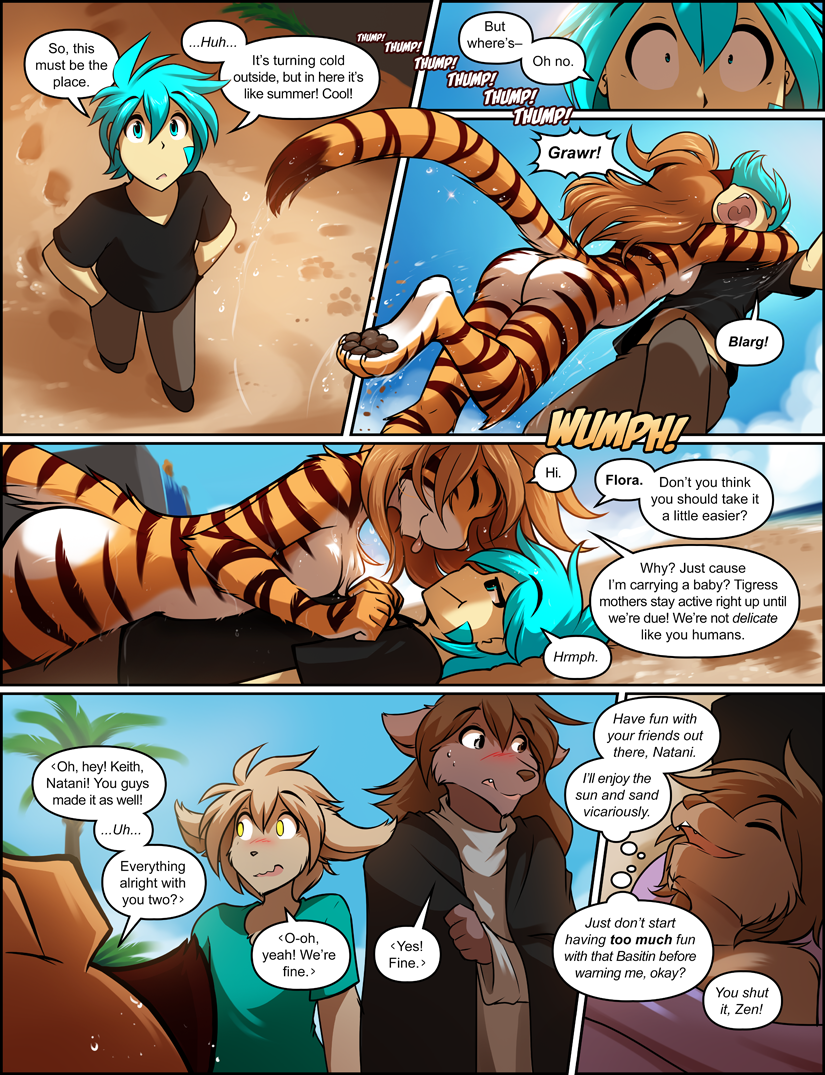 So, this
must be the
place.
...Huh...
It's turning cold
outside, but in here it's
like summer! Cool!
THUMP!
THUMP!
THUMP!
THUMP!
THUMP!
THUMP!
But
where's–
Oh no.
Grawr!
Blarg!
WUMPH!
Hi.
Flora.
Don't you think
you should take it
a little easier?
Why? Just cause
I'm carrying a baby? Tigress
mothers stay active right up until
we're due! We're not delicate
like you humans.
Hrmph.
‹Oh, hey! Keith,
Natani! You guys
made it as well!
...Uh...
Everything
alright with
you two?›
‹O-oh,
yeah! We're
fine.›
‹Yes!
Fine.›
Have fun with
your friends out
there, Natani.
I'll enjoy the
sun and sand
vicariously.
Just don't start
having too much fun
with that Basitin before
warning me, okay?
You shut
it, Zen!